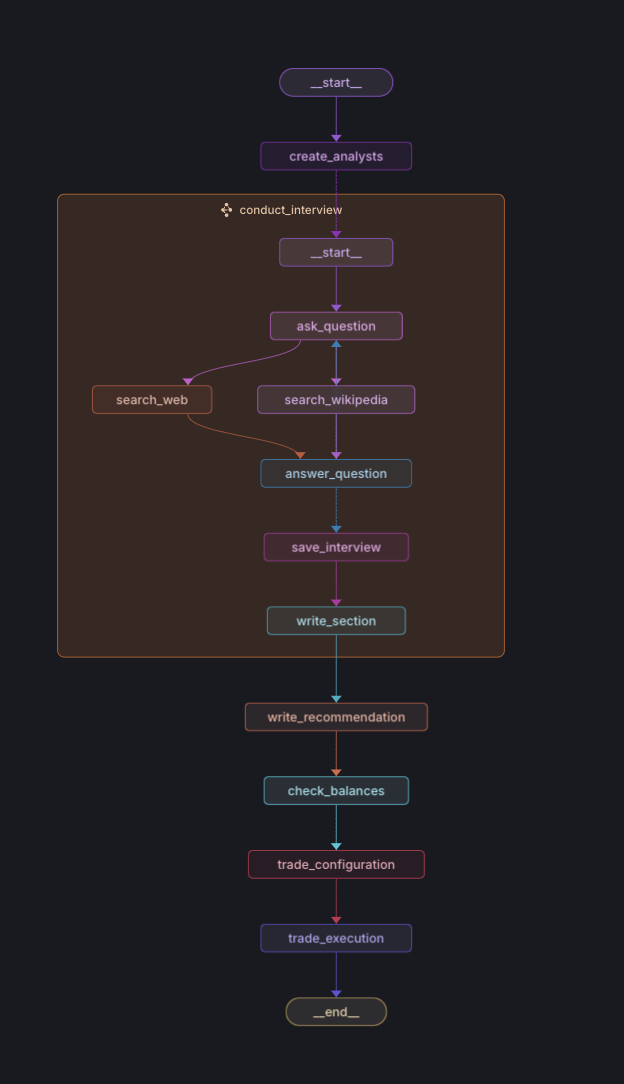 __start__
create_analysts
conduct_interview
__start__
ask_question
search_web
search_wikipedia
answer_question
save_interview
write_section
write_recommendation
check_balances
trade_configuration
trade_execution
__end__